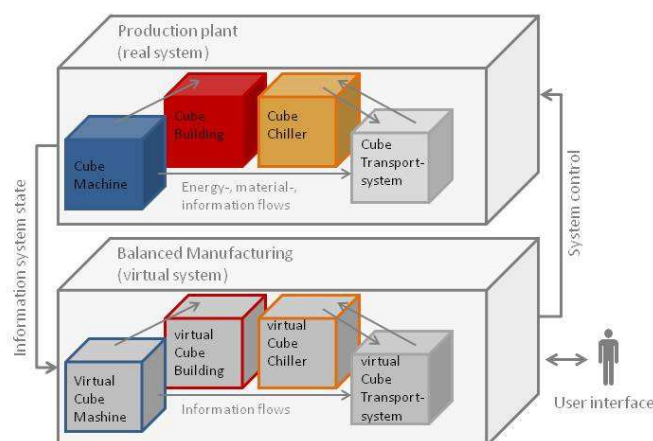 Production plant
(real system)
Cube
Machine
Cube
Building
Cube
Chiller
Cube
Transport-
system
Energy-, material-,
information flows
Information system state
System control
Balanced Manufacturing
(virtual system)
Virtual
Cube
Mashine
virtual
Cube
Building
virtual
Cube
Chiller
virtual
Cube
Transport-
system
Information flows
User interface